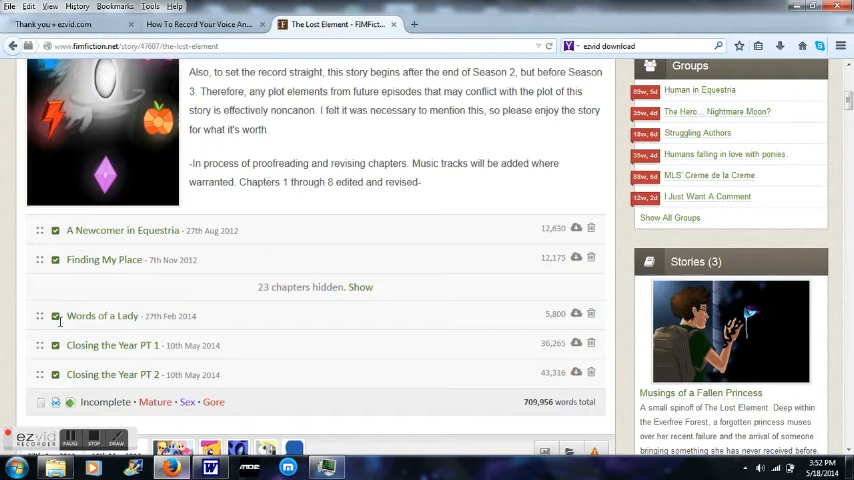 File Edit View History Bookmarks Tools Help
Thank you » ezvid.com × How To Record Your Voice An... × F The Lost Element - FIMFictio... × +
www.fimfiction.net/story/47607/the-lost-element ezvid download
Also, to set the record straight, this story begins after the end of Season 2, but before Season
3. Therefore, any plot elements from future episodes that may conflict with the plot of this
story is effectively noncanon. I felt it was necessary to mention this, so please enjoy the story
for what it's worth.
-In process of proofreading and revising chapters. Music tracks will be added where
warranted. Chapters 1 through 8 edited and revised-
A Newcomer in Equestria - 27th Aug 2012 12,630
Finding My Place - 7th Nov 2012 12,175
23 chapters hidden. Show
Words of a Lady - 27th Feb 2014 5,800
Closing the Year PT 1 - 10th May 2014 36,265
Closing the Year PT 2 - 10th May 2014 43,316
Incomplete • Mature • Sex • Gore 709,956 words total
Groups
89w, 5d Human in Equestria
39w, 4d The Hero... Nightmare Moon?
18w, 6d Struggling Authors
35w, 4d Humans falling in love with ponies.
88w, 6d MLS' Creme de la Creme
12w, 2d I Just Want A Comment
Show All Groups
Stories (3)
Musings of a Fallen Princess
A small spinoff of The Lost Element. Deep within
the Everfree Forest, a forgotten princess muses
over her recent failure and the arrival of someone
bringing something she has never received before.
ezvid
RECORDER
PAUSE STOP DRAW
3:52 PM
5/18/2014